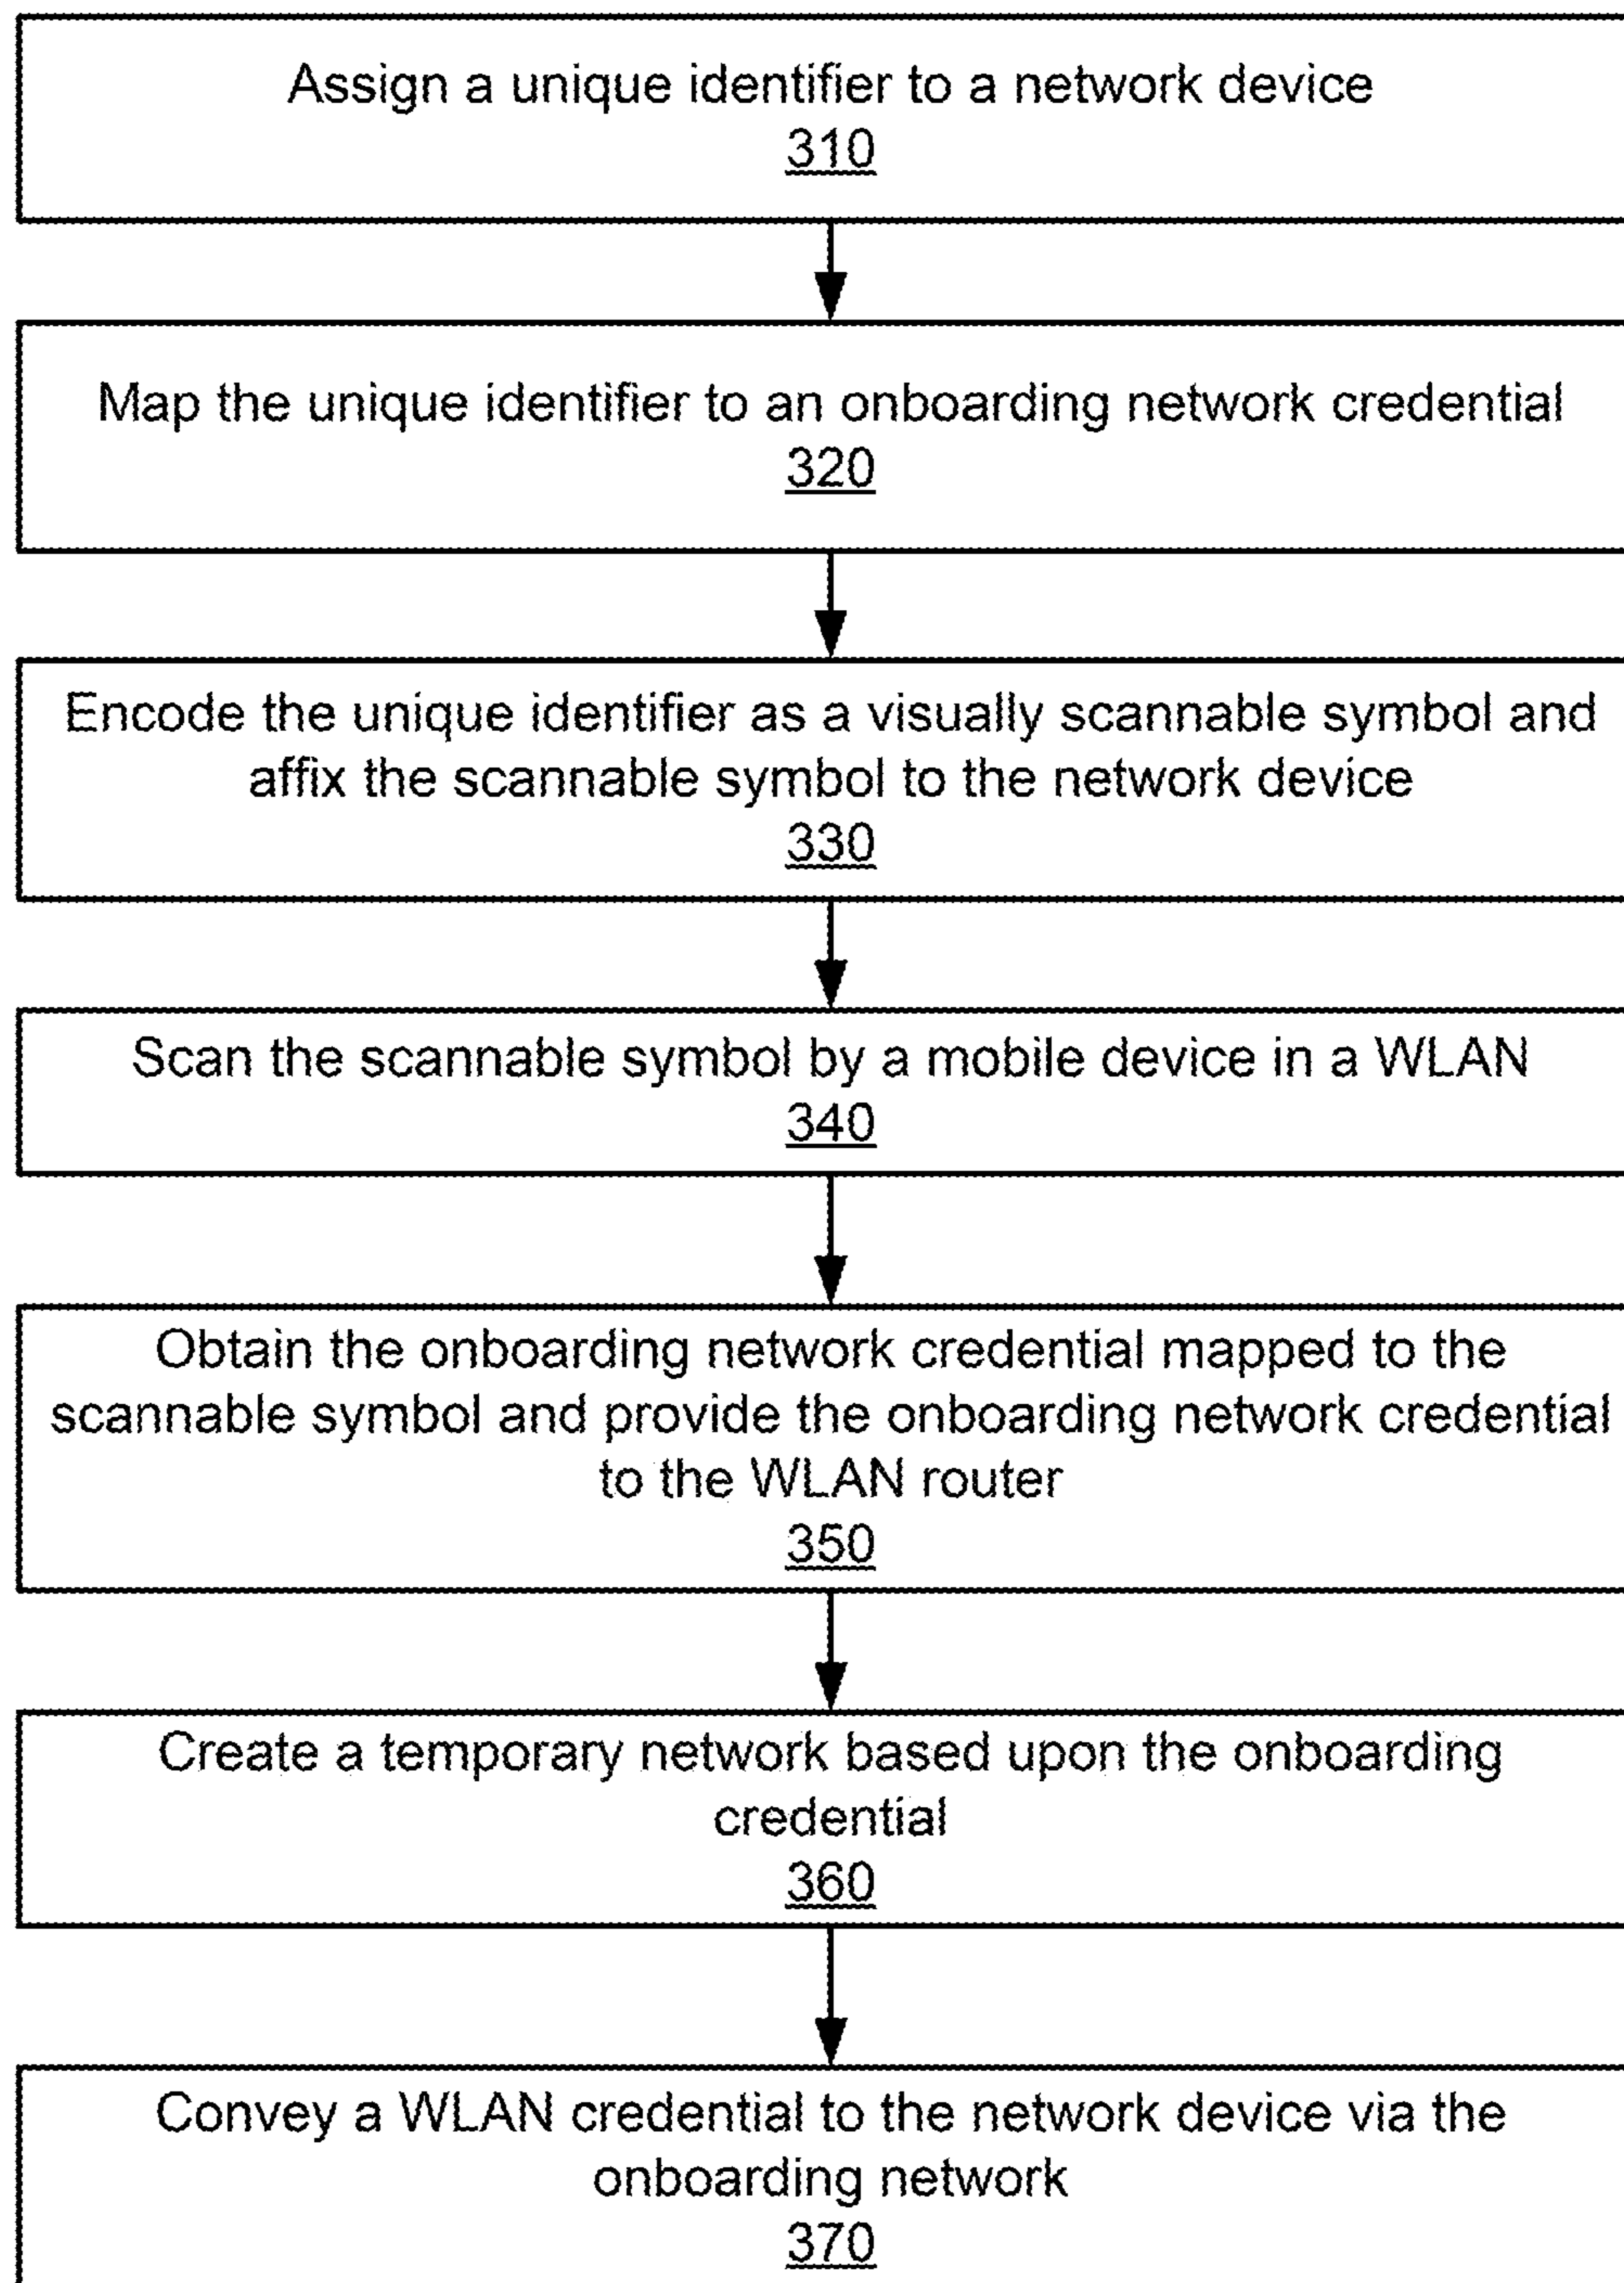 Assign a unique identifier to a network device
310
Map the unique identifier to an onboarding network credential
320
Encode the unique identifier as a visually scannable symbol and
affix the scannable symbol to the network device
330
Scan the scannable symbol by a mobile device in a WLAN
340
Obtain the onboarding network credential mapped to the
scannable symbol and provide the onboarding network credential
to the WLAN router
350
Create a temporary network based upon the onboarding
credential
360
Convey a WLAN credential to the network device via the
onboarding network
370